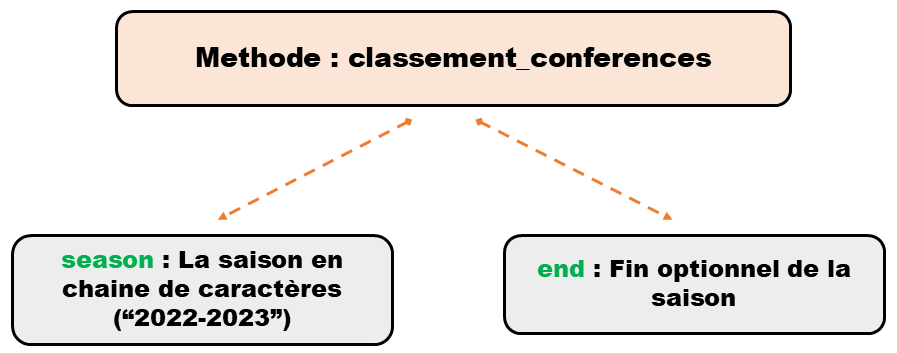 Methode : classement_conferences
season : La saison en
chaine de caractères
(“2022-2023”)
end : Fin optionnel de la
saison